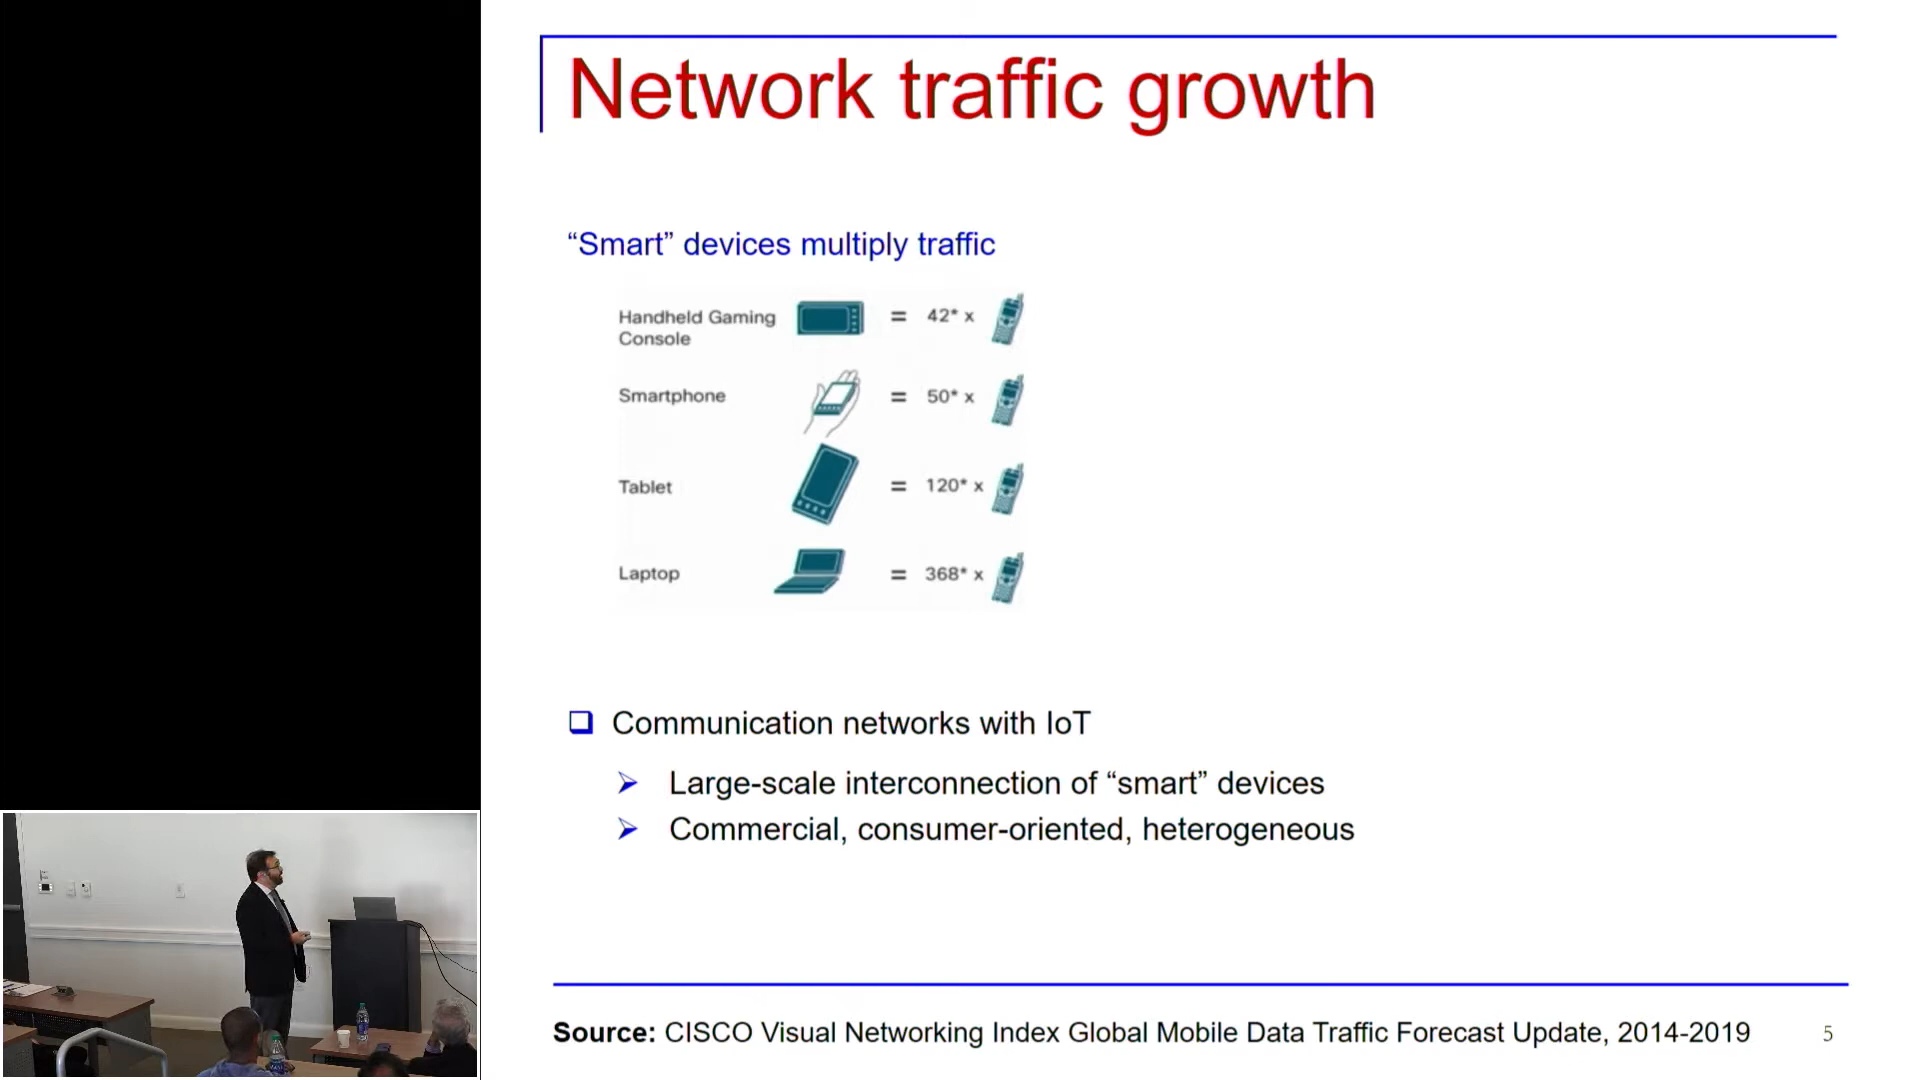 Network traffic growth
“Smart” devices multiply traffic
Handheld Gaming
Console
= 42* x
Smartphone
= 50* x
Tablet
= 120* x
Laptop
= 368* x
Communication networks with IoT
Large-scale interconnection of “smart” devices
Commercial, consumer-oriented, heterogeneous
Source: CISCO Visual Networking Index Global Mobile Data Traffic Forecast Update, 2014-2019
5